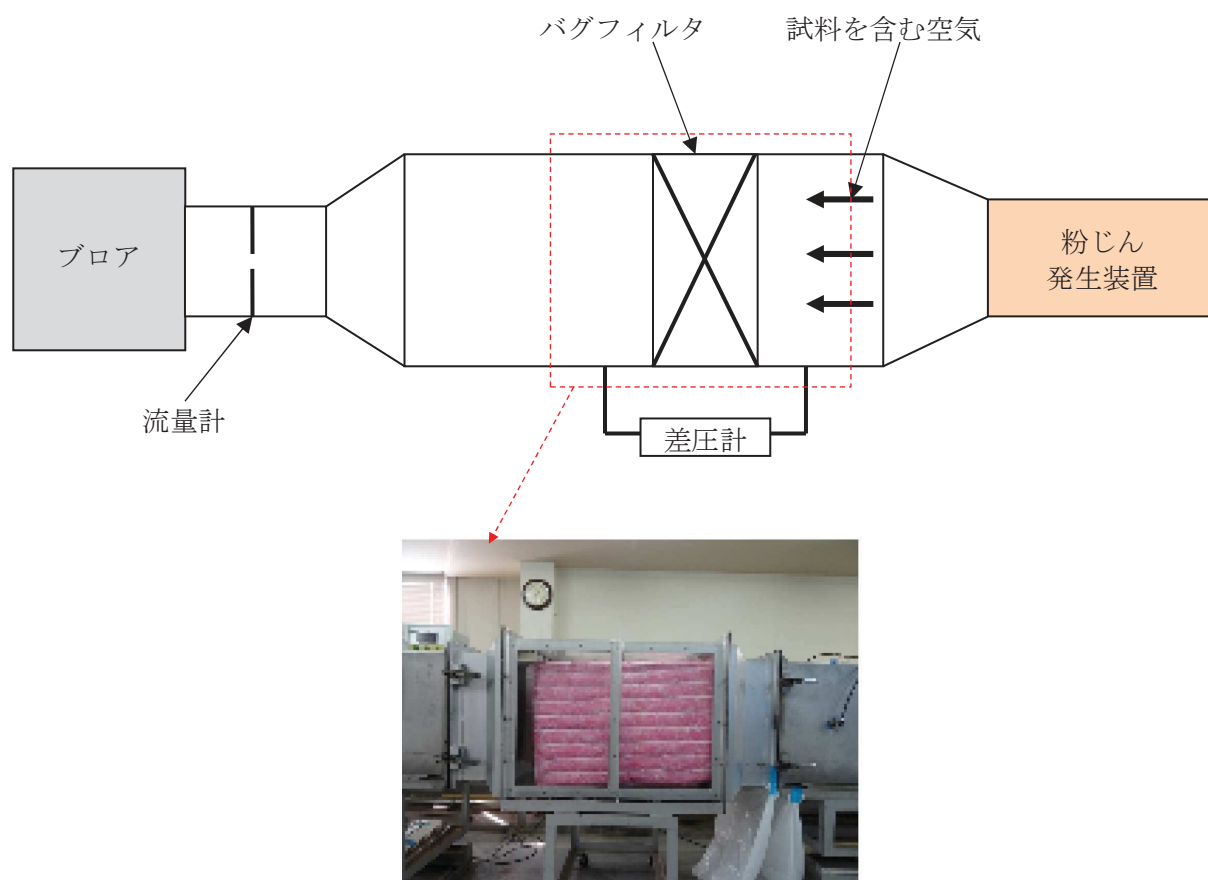 バグフィルタ
試料を含む空気
ブロア
粉じん
発生装置
流量計
差圧計